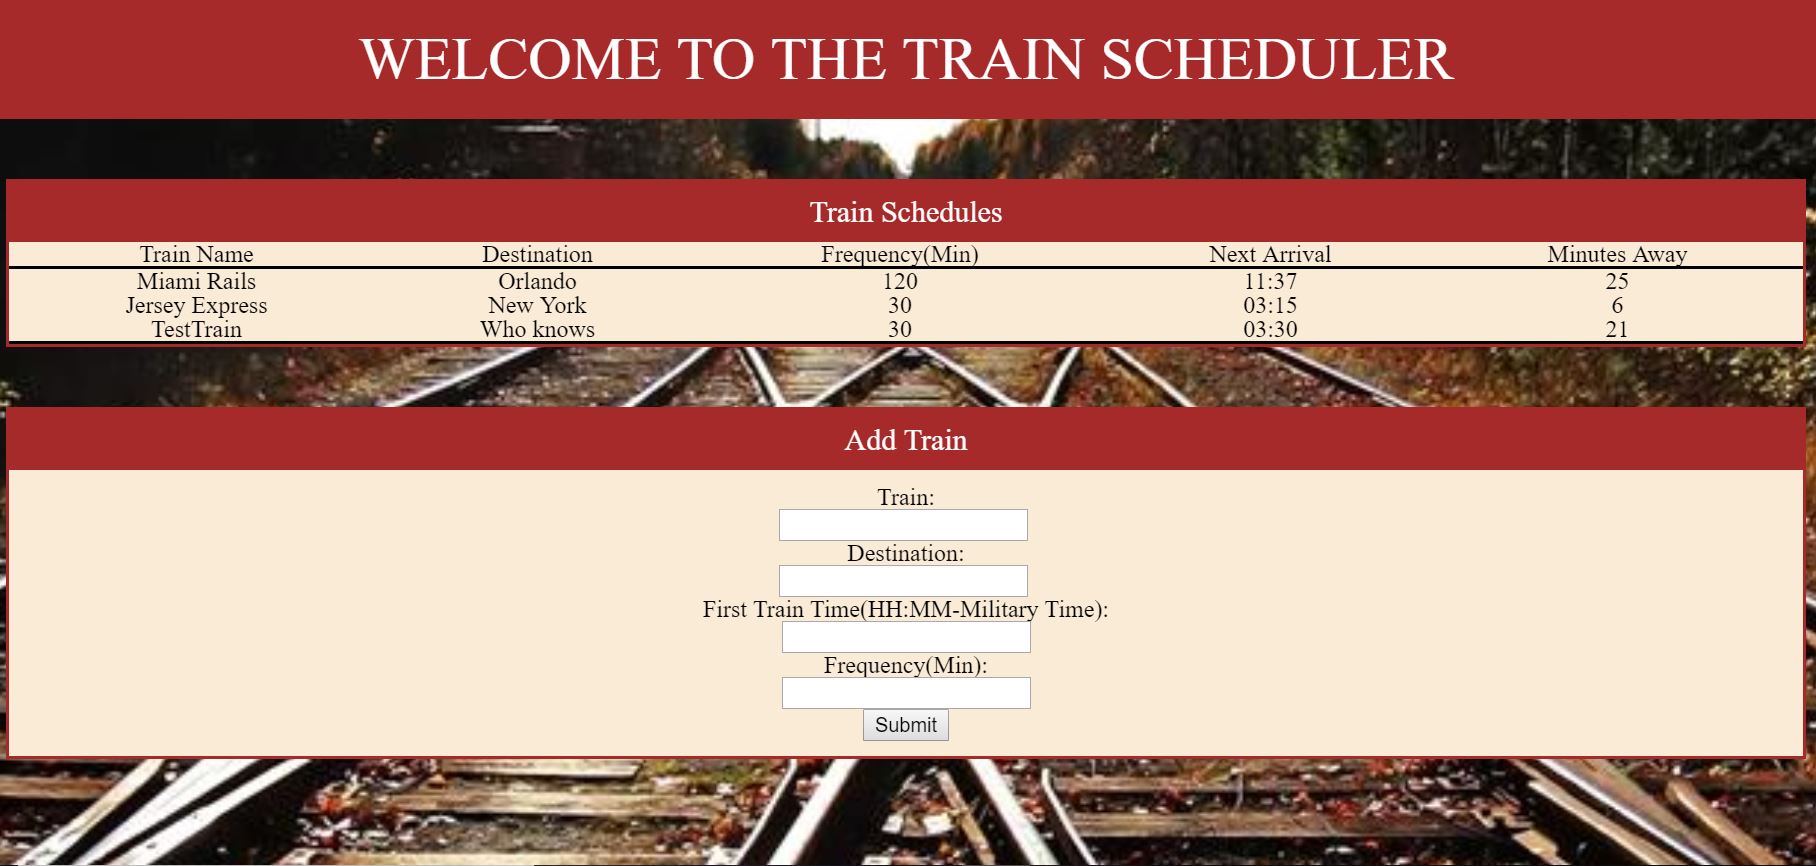 WELCOME TO THE TRAIN SCHEDULER
Train Schedules
Train Name Destination Frequency(Min) Next Arrival Minutes Away
Miami Rails Orlando 120 11:37 25
Jersey Express New York 30 03:15 6
TestTrain Who knows 30 03:30 21
Add Train
Train:
Destination:
First Train Time(HH:MM-Military Time):
Frequency(Min):
Submit